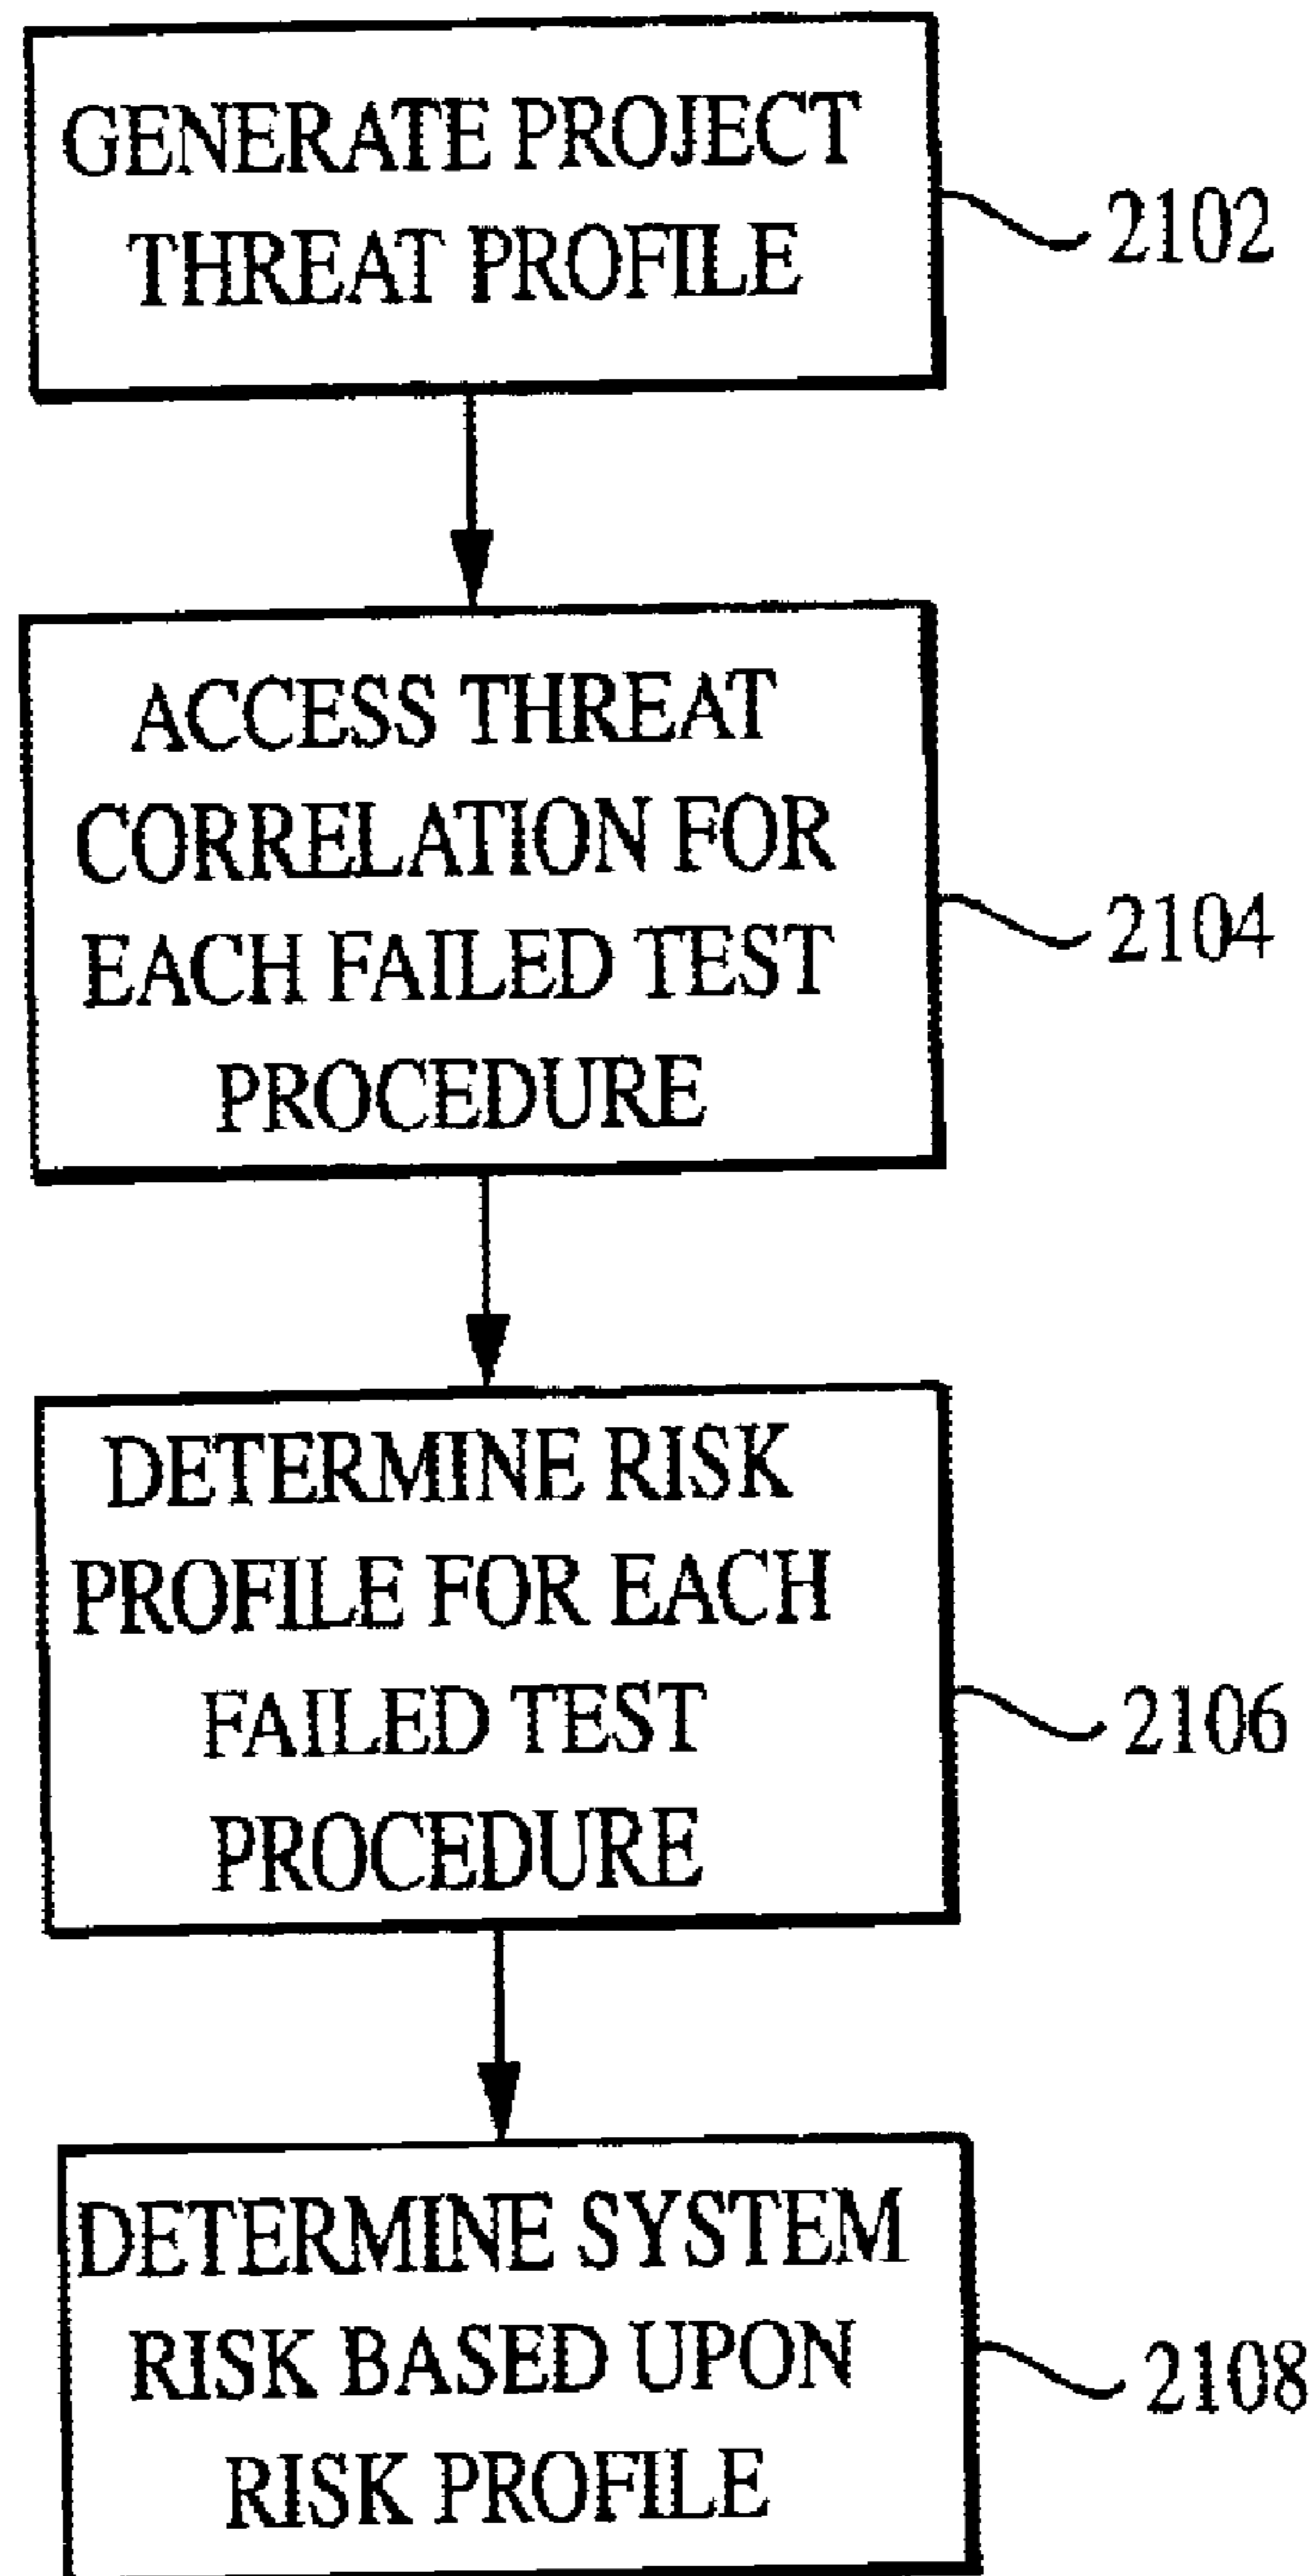 GENERATE PROJECT
THREAT PROFILE
2102
ACCESS THREAT
CORRELATION FOR
EACH FAILED TEST
PROCEDURE
2104
DETERMINE RISK
PROFILE FOR EACH
FAILED TEST
PROCEDURE
2106
DETERMINE SYSTEM
RISK BASED UPON
RISK PROFILE
2108